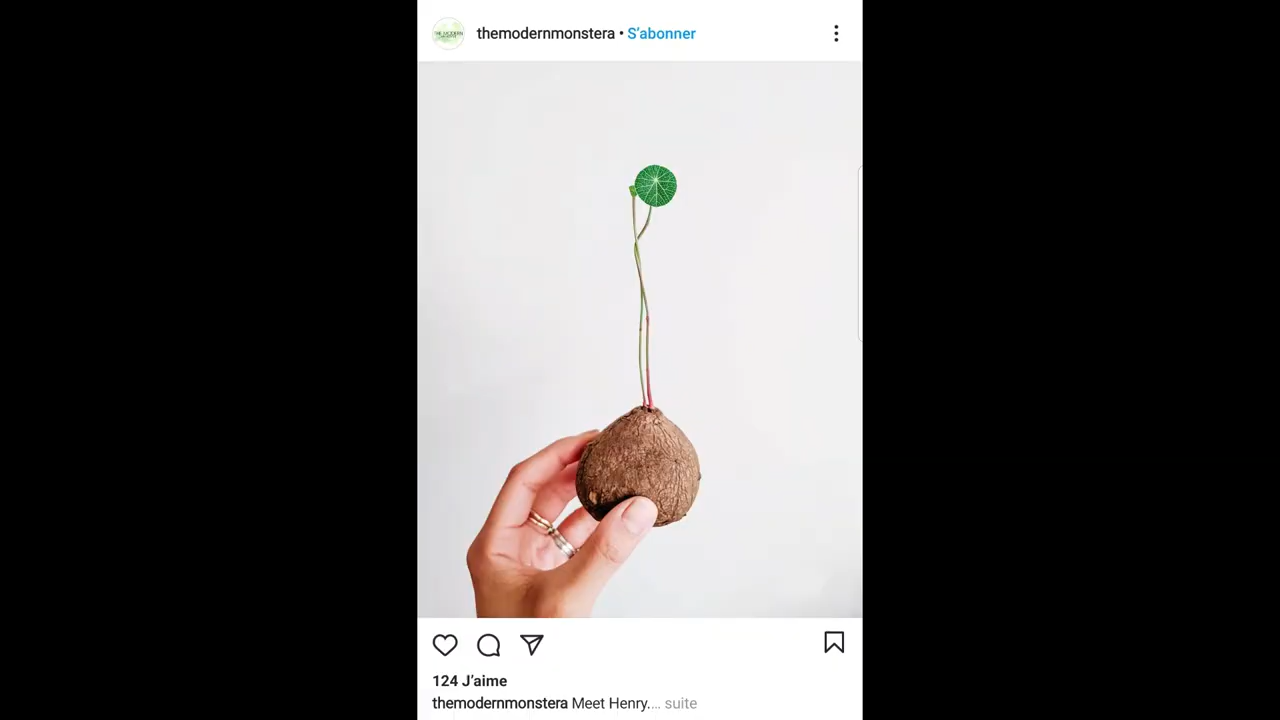 themodernmonstera • S'abonner
124 J'aime
themodernmonstera Meet Henry.... suite